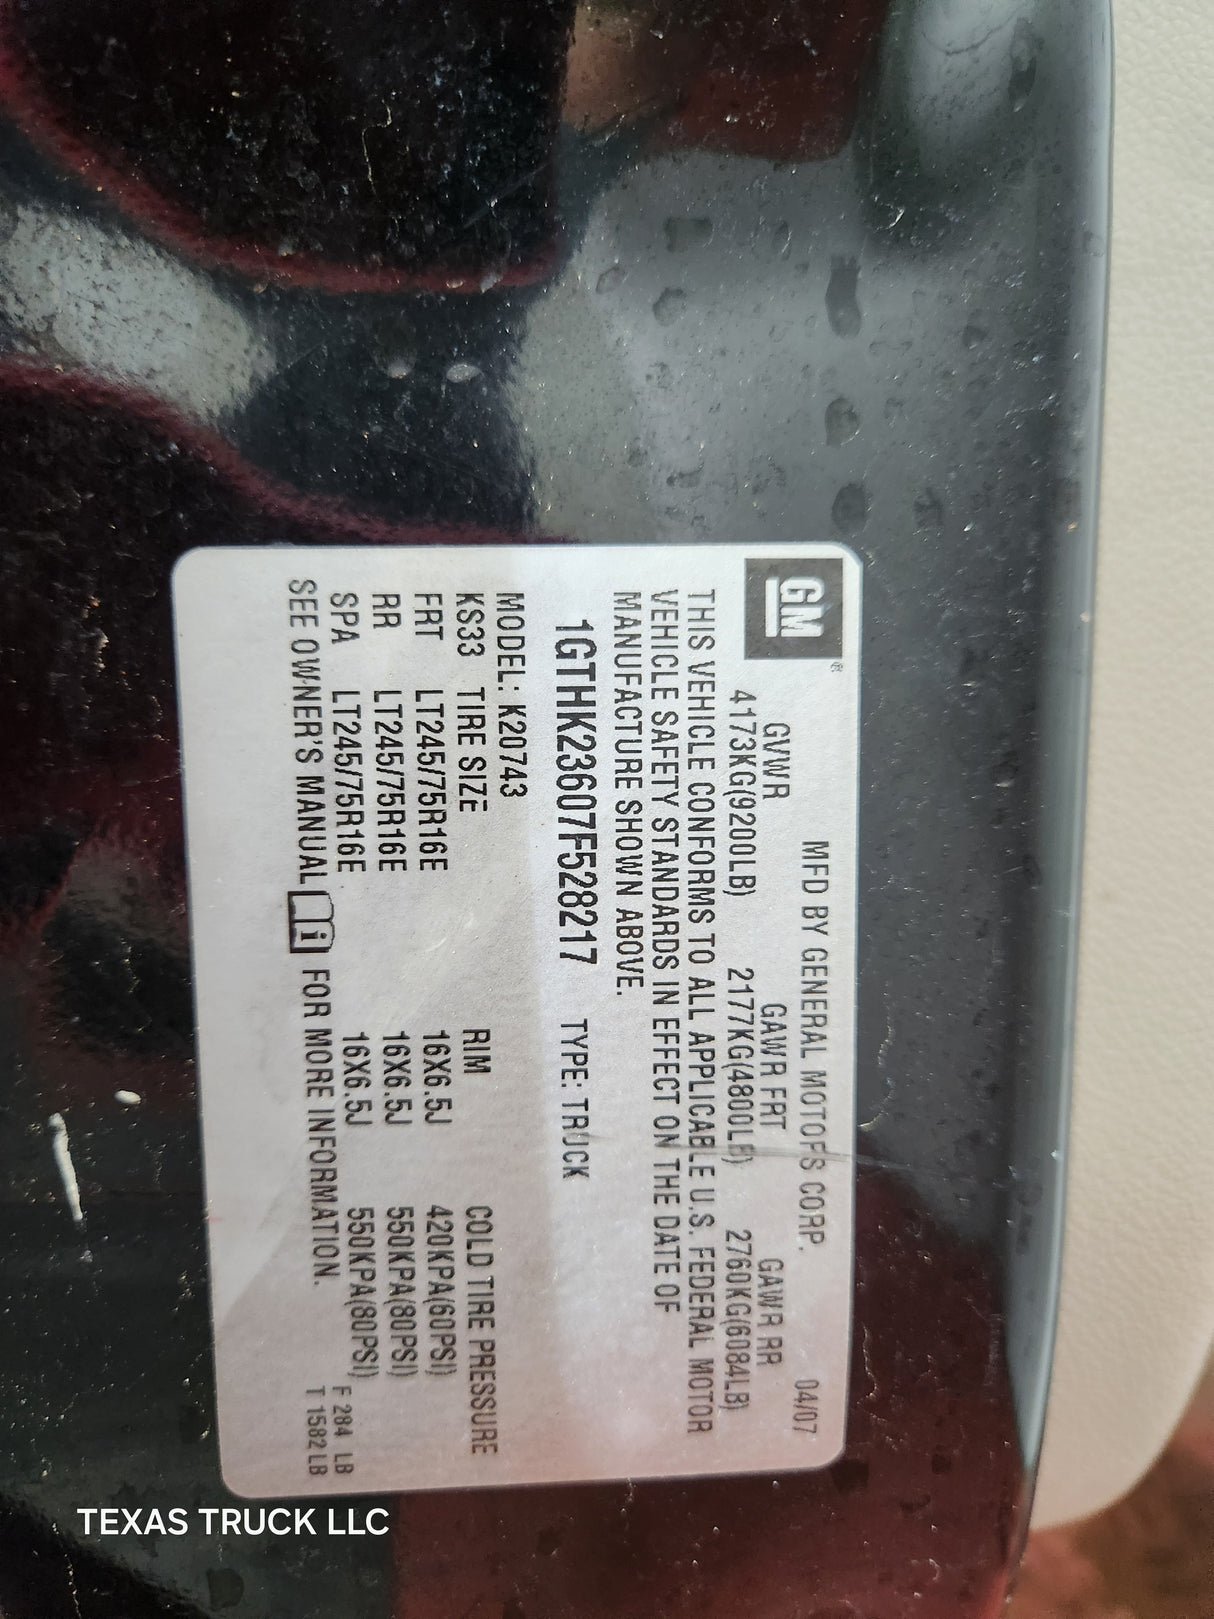 GM®
MFD BY GENERAL MOTORS CORP. 04/07
GVWR GAWR FRT GAWR RR
4173KG(9200LB) 2177KG(4800LB) 2760KG(6084LB)
THIS VEHICLE CONFORMS TO ALL APPLICABLE U.S. FEDERAL MOTOR
VEHICLE SAFETY STANDARDS IN EFFECT ON THE DATE OF
MANUFACTURE SHOWN ABOVE.
1GTHK23607F528217 TYPE: TRUCK
MODEL: K20743
KS33 TIRE SIZE RIM COLD TIRE PRESSURE
FRT LT245/75R16E 16X6.5J 420KPA(60PSI)
RR LT245/75R16E 16X6.5J 550KPA(80PSI)
SPA LT245/75R16E 16X6.5J 550KPA(80PSI)
SEE OWNER'S MANUAL i FOR MORE INFORMATION.
F 284 LB
T 1582LB
TEXAS TRUCK LLC